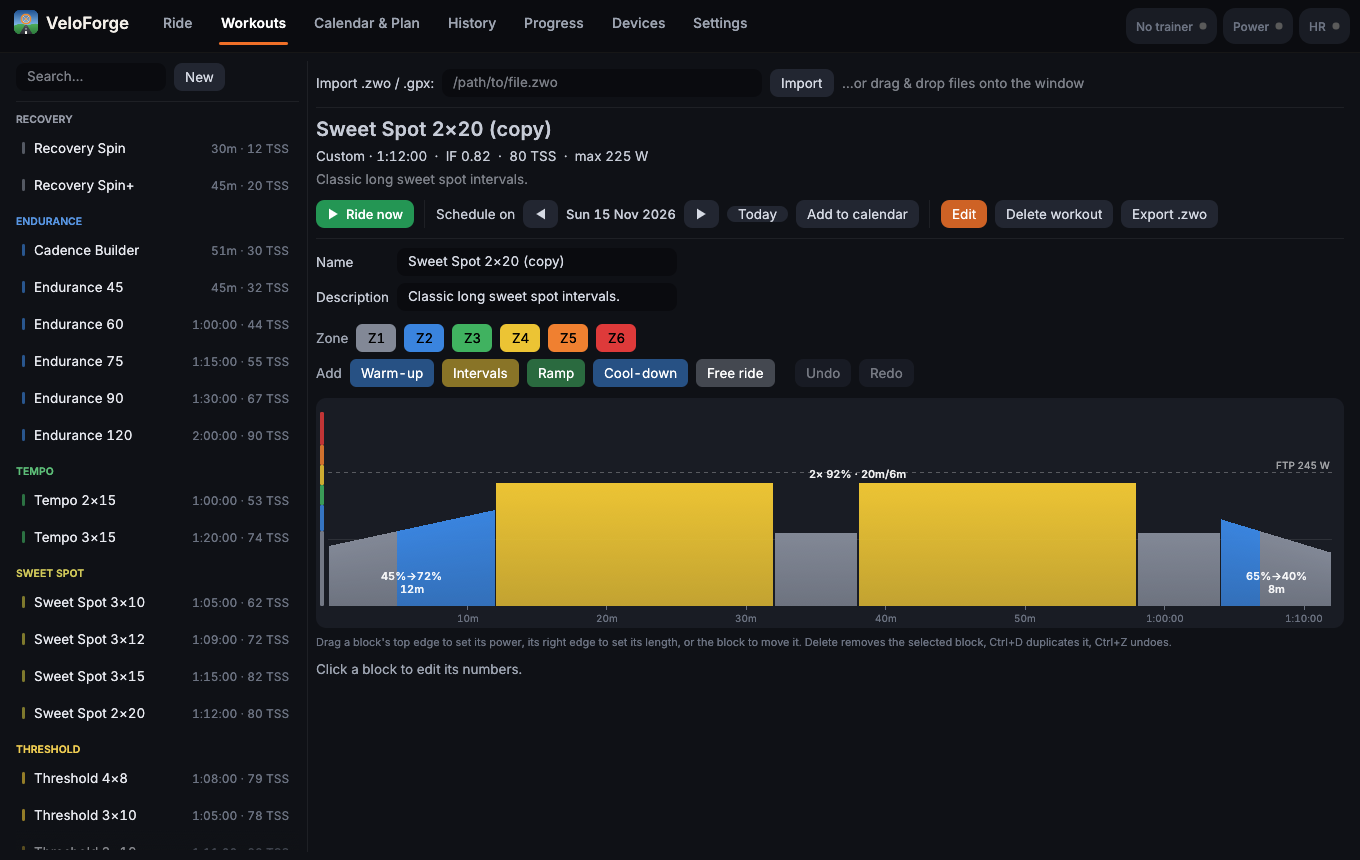 VeloForge Ride Workouts Calendar & Plan History Progress Devices Settings No trainer Power HR
Search... New
RECOVERY
Recovery Spin 30m · 12 TSS
Recovery Spin+ 45m · 20 TSS
ENDURANCE
Cadence Builder 51m · 30 TSS
Endurance 45 45m · 32 TSS
Endurance 60 1:00:00 · 44 TSS
Endurance 75 1:15:00 · 55 TSS
Endurance 90 1:30:00 · 67 TSS
Endurance 120 2:00:00 · 90 TSS
TEMPO
Tempo 2×15 1:00:00 · 53 TSS
Tempo 3×15 1:20:00 · 74 TSS
SWEET SPOT
Sweet Spot 3×10 1:05:00 · 62 TSS
Sweet Spot 3×12 1:09:00 · 72 TSS
Sweet Spot 3×15 1:15:00 · 82 TSS
Sweet Spot 2×20 1:12:00 · 80 TSS
THRESHOLD
Threshold 4×8 1:08:00 · 79 TSS
Threshold 3×10 1:05:00 · 78 TSS
Import .zwo / .gpx: /path/to/file.zwo Import ...or drag & drop files onto the window
Sweet Spot 2×20 (copy)
Custom · 1:12:00 · IF 0.82 · 80 TSS · max 225 W
Classic long sweet spot intervals.
Ride now Schedule on Sun 15 Nov 2026 Today Add to calendar Edit Delete workout Export .zwo
Name Sweet Spot 2×20 (copy)
Description Classic long sweet spot intervals.
Zone Z1 Z2 Z3 Z4 Z5 Z6
Add Warm-up Intervals Ramp Cool-down Free ride Undo Redo
FTP 245 W
2× 92% · 20m/6m
45%→72% 65%→40%
12m 8m
10m 20m 30m 40m 50m 1:00:00 1:10:00
Drag a block's top edge to set its power, its right edge to set its length, or the block to move it. Delete removes the selected block, Ctrl+D duplicates it, Ctrl+Z undoes.
Click a block to edit its numbers.